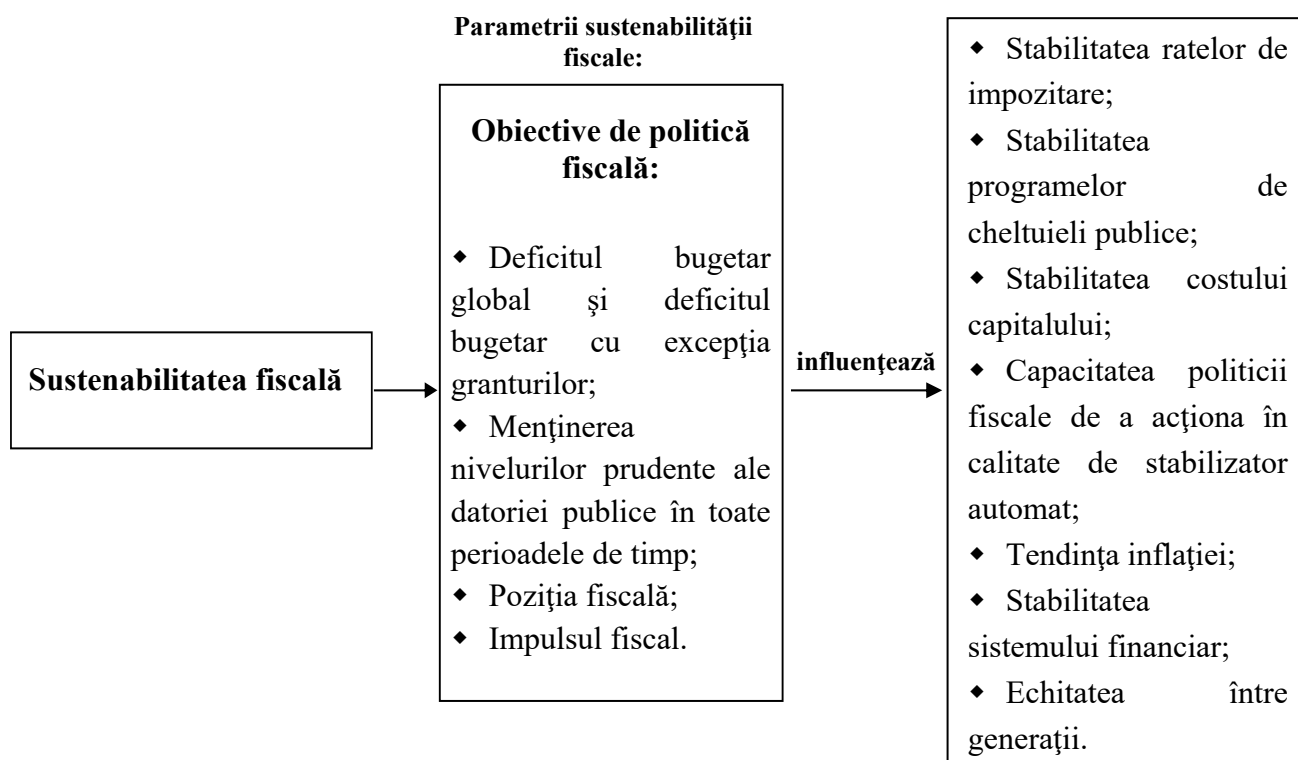 Sustenabilitatea fiscală
Parametrii sustenabilităţii
fiscale:
Obiective de politică
fiscală:
◆ Deficitul bugetar
global şi deficitul
bugetar cu excepţia
granturilor;
◆ Menţinerea
nivelurilor prudente ale
datoriei publice în toate
perioadele de timp;
◆ Poziţia fiscală;
◆ Impulsul fiscal.
influenţează
◆ Stabilitatea ratelor de
impozitare;
◆ Stabilitatea
programelor de
cheltuieli publice;
◆ Stabilitatea costului
capitalului;
◆ Capacitatea politicii
fiscale de a acţiona în
calitate de stabilizator
automat;
◆ Tendinţa inflaţiei;
◆ Stabilitatea
sistemului financiar;
◆ Echitatea între
generaţii.